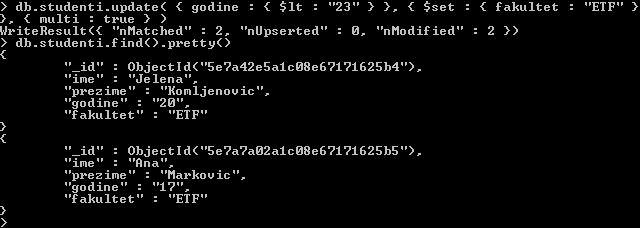 > db.studenti.update( { godine : { $lt : "23" } }, { $set : { fakultet : "ETF" }
}, { multi : true } )
WriteResult({ "nMatched" : 2, "nUpserted" : 0, "nModified" : 2 })
> db.studenti.find().pretty()
{
        "_id" : ObjectId("5e7a42e5a1c08e67171625b4"),
        "ime" : "Jelena",
        "prezime" : "Komljenovic",
        "godine" : "20",
        "fakultet" : "ETF"
}
{
        "_id" : ObjectId("5e7a7a02a1c08e67171625b5"),
        "ime" : "Ana",
        "prezime" : "Markovic",
        "godine" : "17",
        "fakultet" : "ETF"
}
>